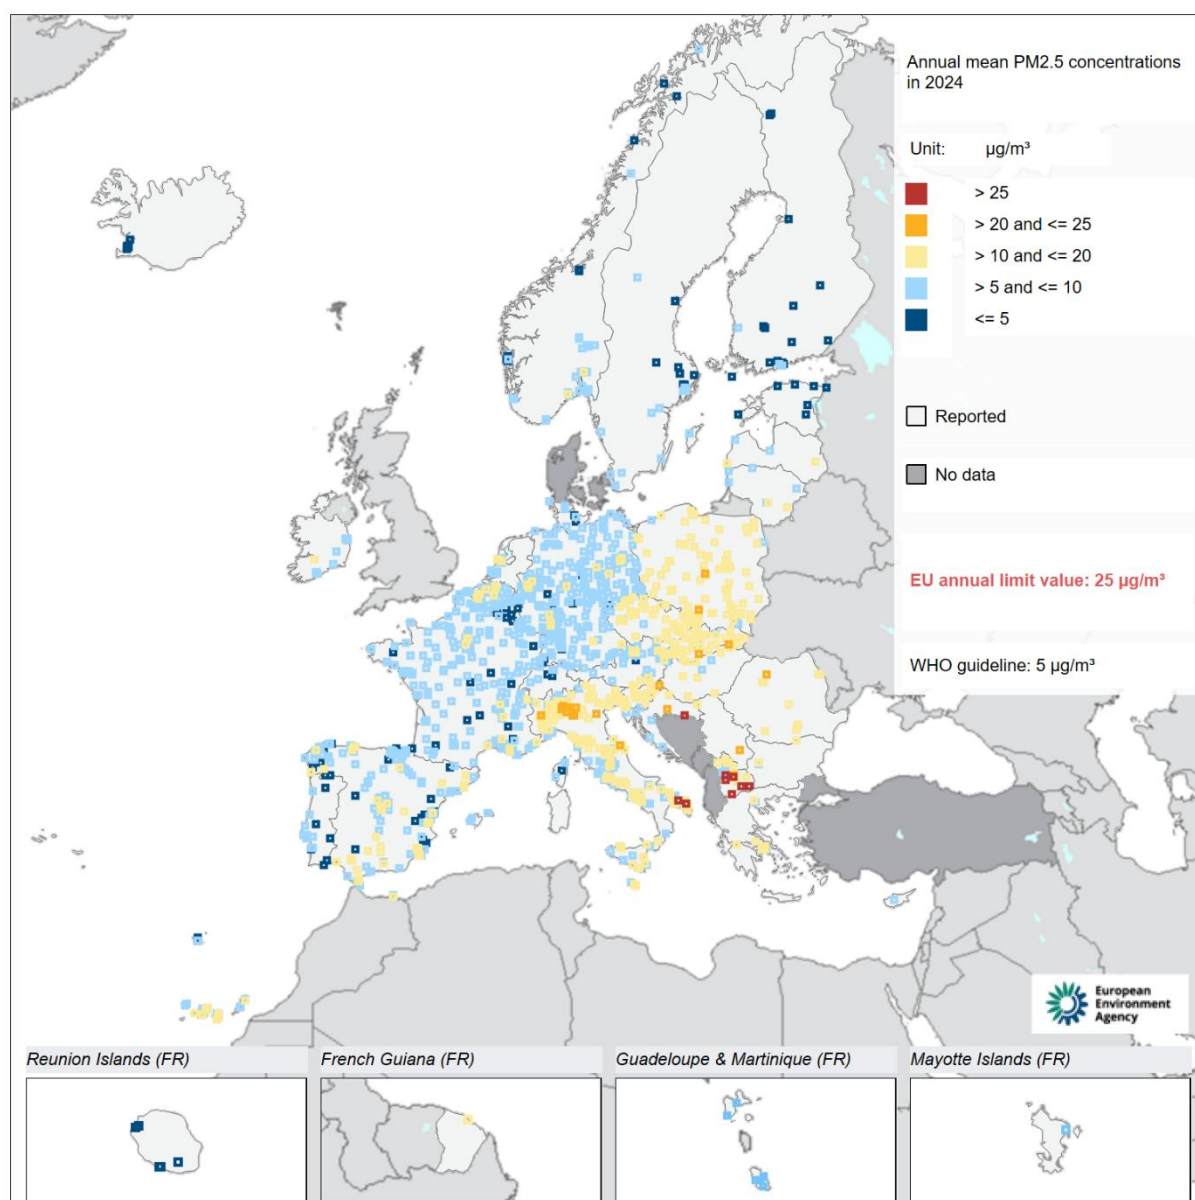 Annual mean PM2.5 concentrations
in 2024
Unit: µg/m³
> 25
> 20 and <= 25
> 10 and <= 20
> 5 and <= 10
<= 5
Reported
No data
EU annual limit value: 25 µg/m³
WHO guideline: 5 µg/m³
European
Environment
Agency
Reunion Islands (FR)
French Guiana (FR)
Guadeloupe & Martinique (FR)
Mayotte Islands (FR)